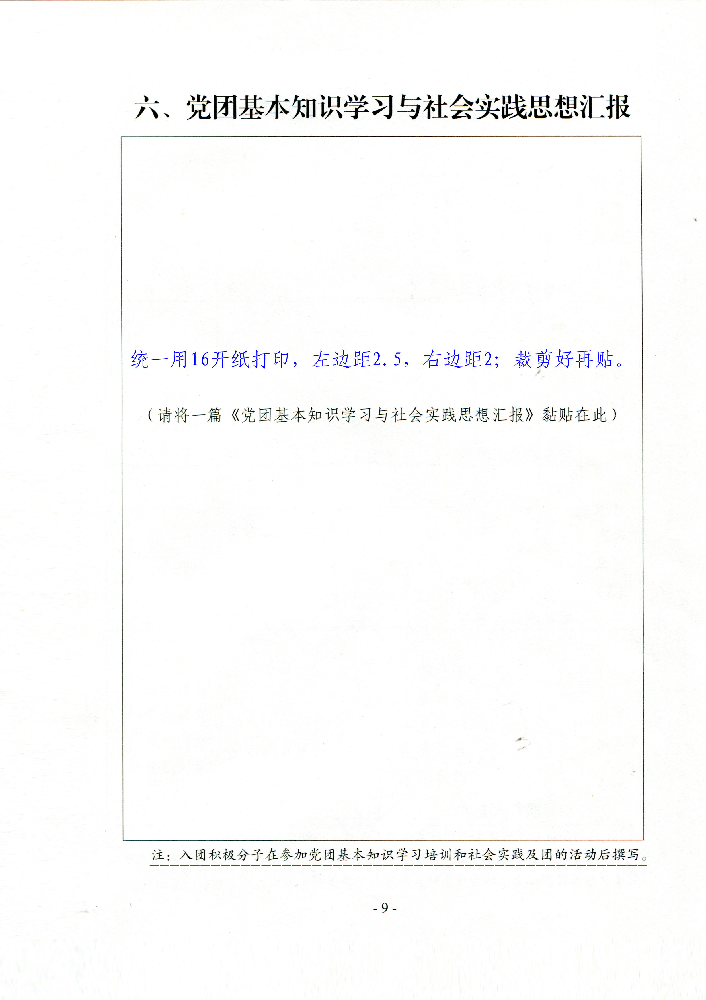 六、党团基本知识学习与社会实践思想汇报
统一用16开纸打印，左边距2.5，右边距2；裁剪好再贴。
（请将一篇《党团基本知识学习与社会实践思想汇报》黏贴在此）
注：入团积极分子在参加党团基本知识学习培训和社会实践及团的活动后撰写。
- 9 -